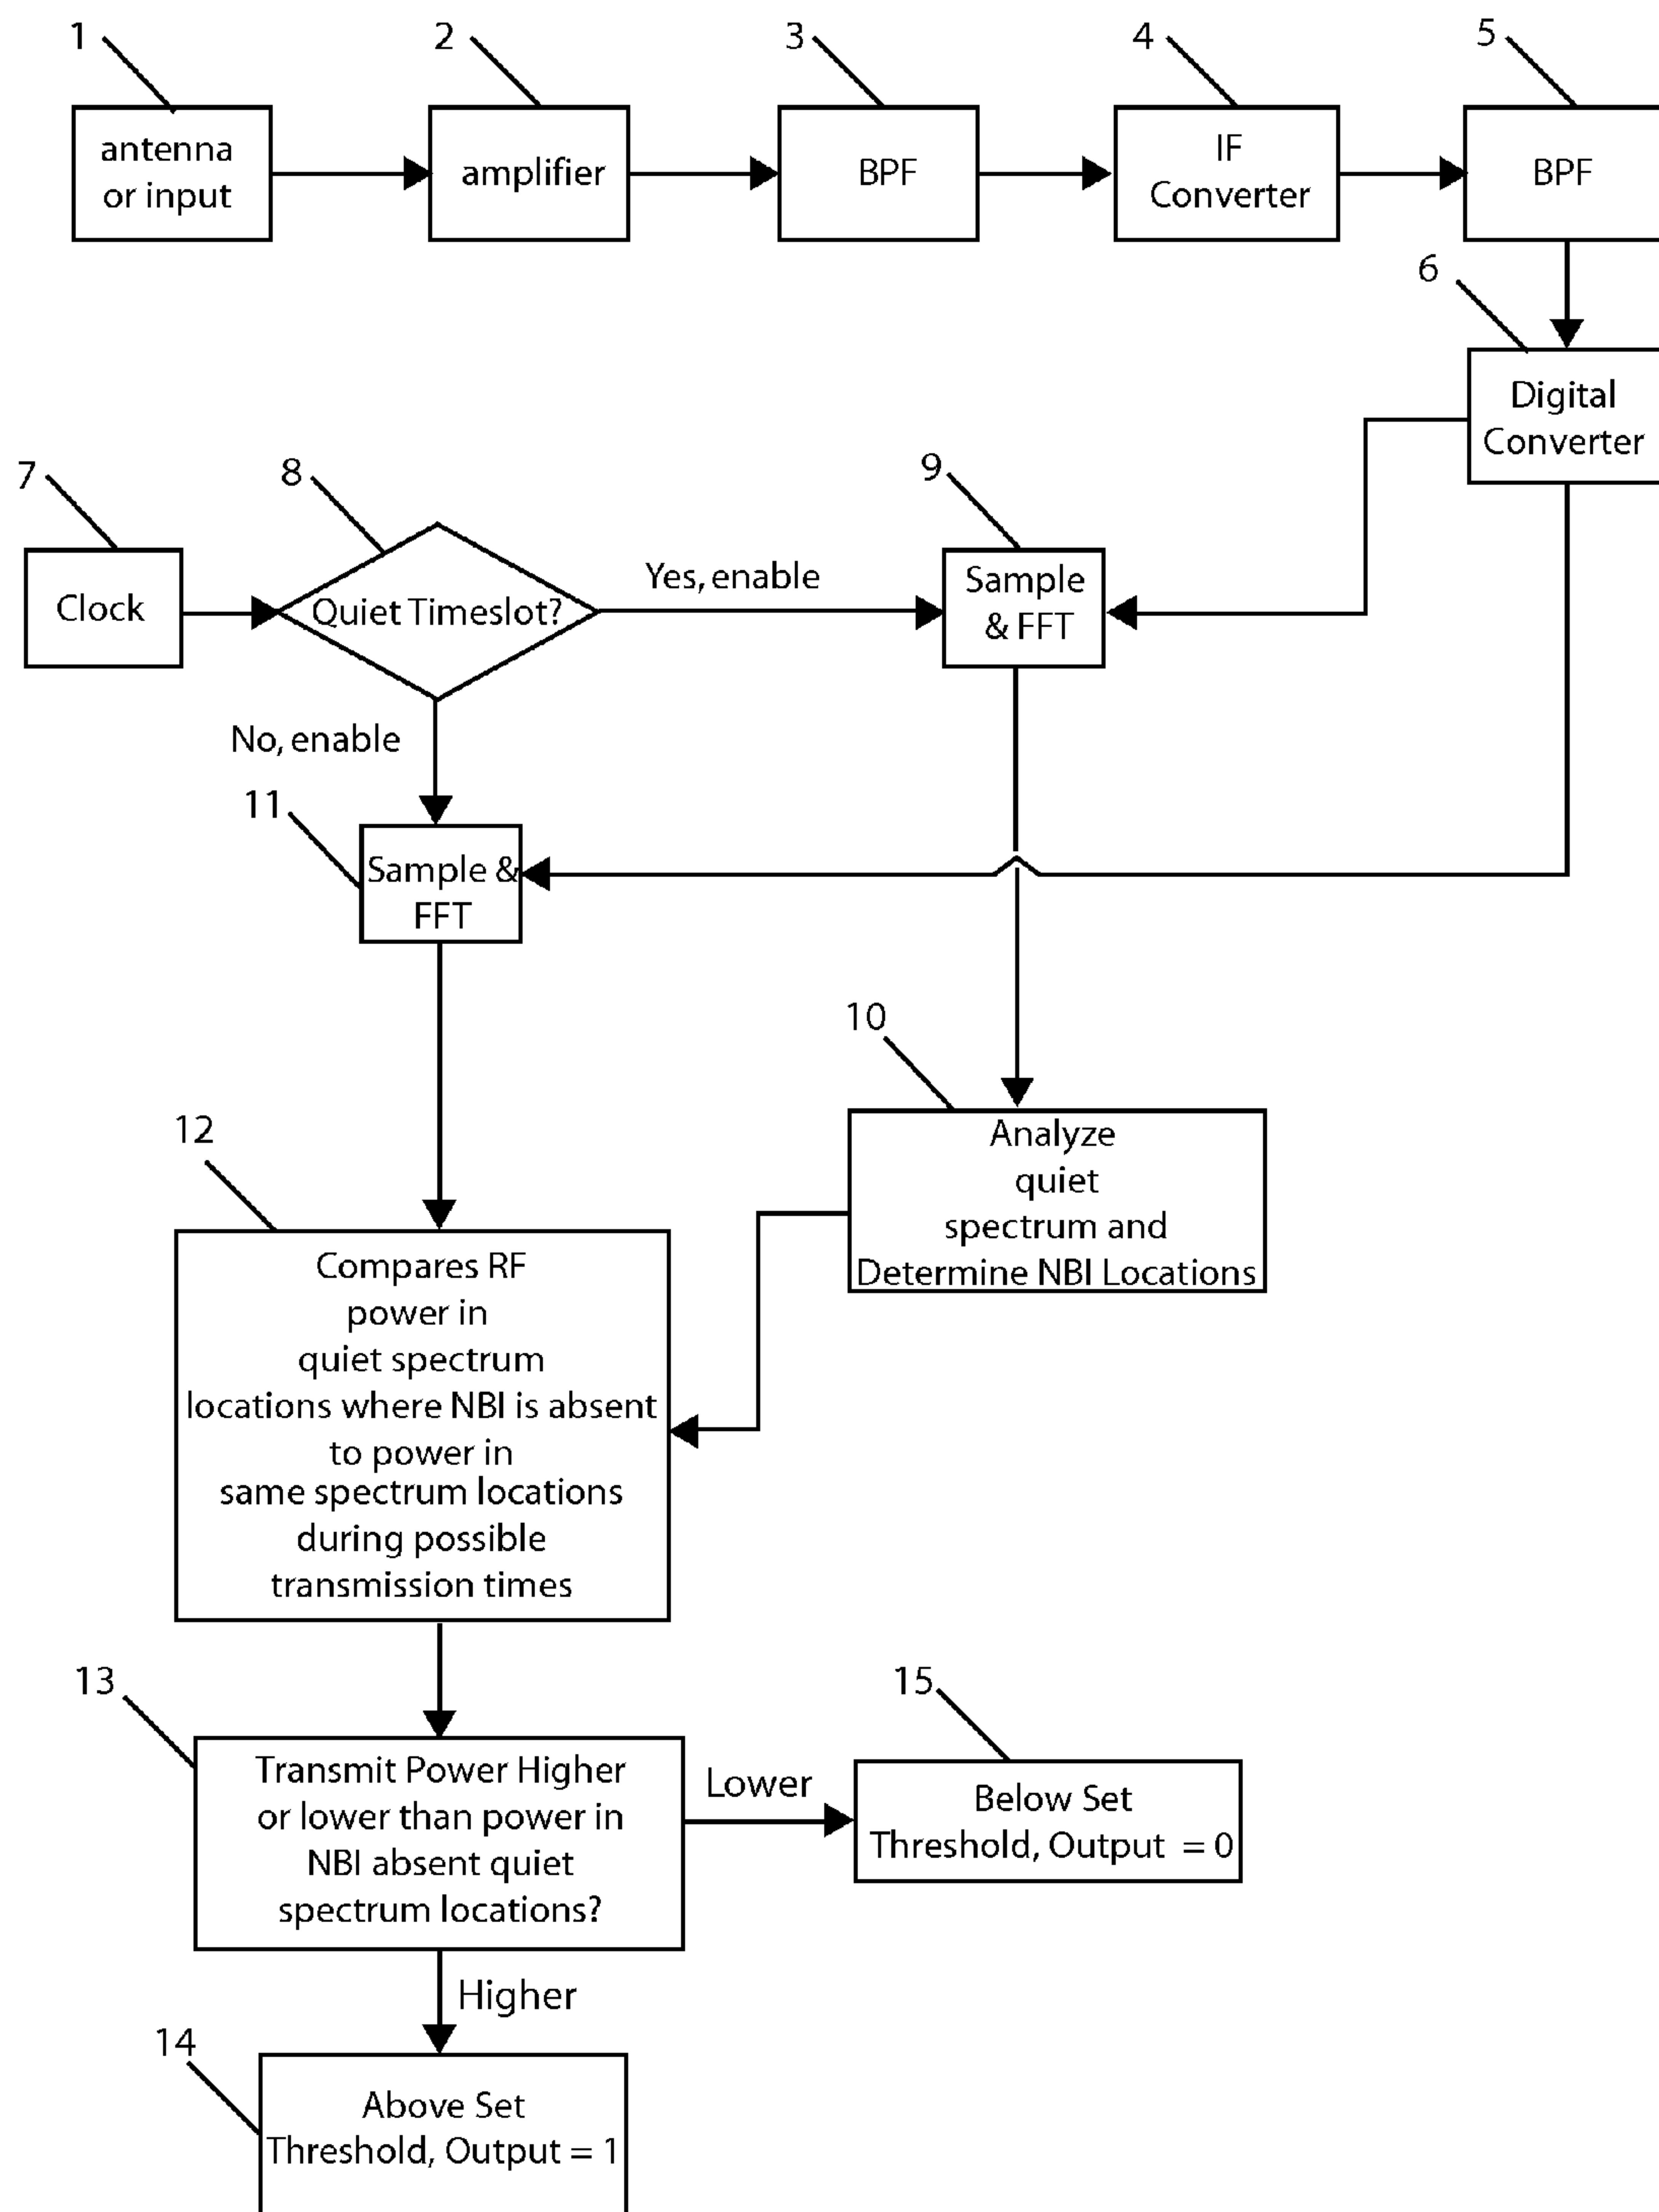 1
2
3
4
5
antenna
or input
amplifier
BPF
IF
Converter
BPF
6
Digital
Converter
7
8
9
Clock
Quiet Timeslot?
Yes, enable
Sample
& FFT
No, enable
11
Sample &
FFT
10
Analyze
quiet
spectrum and
Determine NBI Locations
12
Compares RF
power in
quiet spectrum
locations where NBI is absent
to power in
same spectrum locations
during possible
transmission times
13
Transmit Power Higher
or lower than power in
NBI absent quiet
spectrum locations?
Lower
15
Below Set
Threshold, Output = 0
Higher
14
Above Set
Threshold, Output = 1